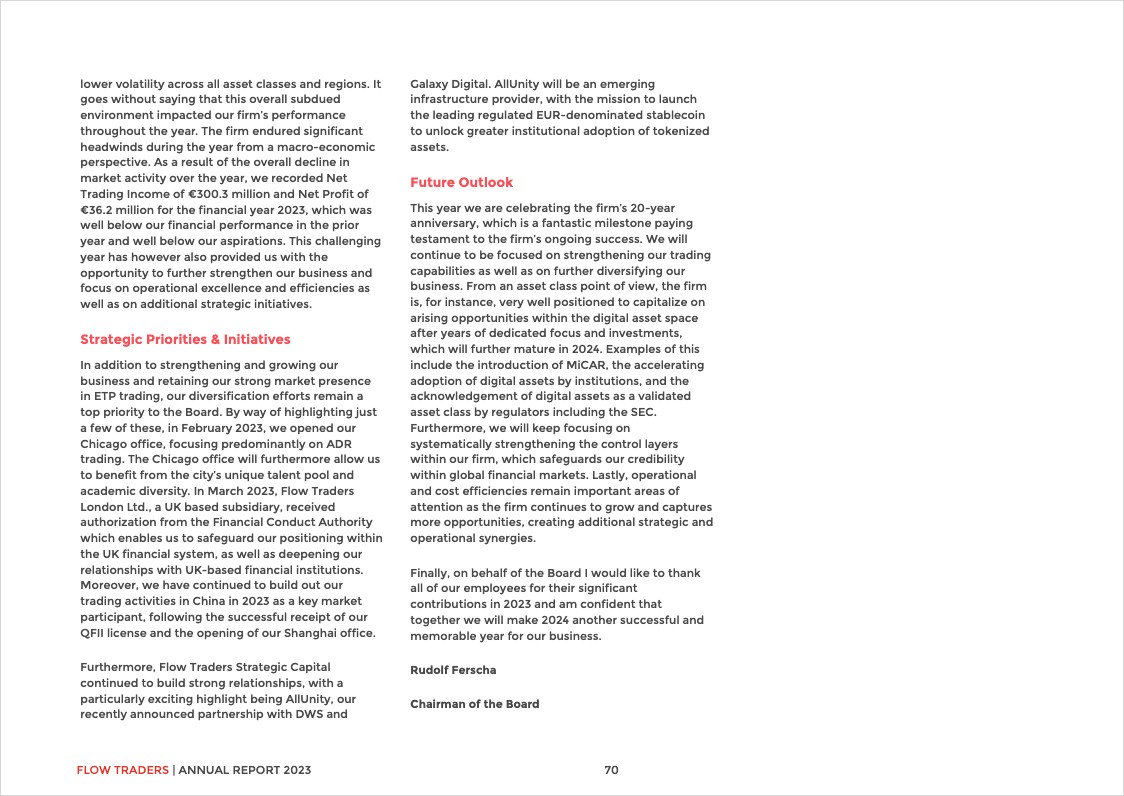 lower volatility across all asset classes and regions. It
goes without saying that this overall subdued
environment impacted our firm's performance
throughout the year. The firm endured significant
headwinds during the year from a macro-economic
perspective. As a result of the overall decline in
market activity over the year, we recorded Net
Trading Income of €300.3 million and Net Profit of
€36.2 million for the financial year 2023, which was
well below our financial performance in the prior
year and well below our aspirations. This challenging
year has however also provided us with the
opportunity to further strengthen our business and
focus on operational excellence and efficiencies as
well as on additional strategic initiatives.
Strategic Priorities & Initiatives
In addition to strengthening and growing our
business and retaining our strong market presence
in ETP trading, our diversification efforts remain a
top priority to the Board. By way of highlighting just
a few of these, in February 2023, we opened our
Chicago office, focusing predominantly on ADR
trading. The Chicago office will furthermore allow us
to benefit from the city's unique talent pool and
academic diversity. In March 2023, Flow Traders
London Ltd., a UK based subsidiary, received
authorization from the Financial Conduct Authority
which enables us to safeguard our positioning within
the UK financial system, as well as deepening our
relationships with UK-based financial institutions.
Moreover, we have continued to build out our
trading activities in China in 2023 as a key market
participant, following the successful receipt of our
QFII license and the opening of our Shanghai office.
Furthermore, Flow Traders Strategic Capital
continued to build strong relationships, with a
particularly exciting highlight being AllUnity, our
recently announced partnership with DWS and
Galaxy Digital. AllUnity will be an emerging
infrastructure provider, with the mission to launch
the leading regulated EUR-denominated stablecoin
to unlock greater institutional adoption of tokenized
assets.
Future Outlook
This year we are celebrating the firm's 20-year
anniversary, which is a fantastic milestone paying
testament to the firm's ongoing success. We will
continue to be focused on strengthening our trading
capabilities as well as on further diversifying our
business. From an asset class point of view, the firm
is, for instance, very well positioned to capitalize on
arising opportunities within the digital asset space
after years of dedicated focus and investments,
which will further mature in 2024. Examples of this
include the introduction of MiCAR, the accelerating
adoption of digital assets by institutions, and the
acknowledgement of digital assets as a validated
asset class by regulators including the SEC.
Furthermore, we will keep focusing on
systematically strengthening the control layers
within our firm, which safeguards our credibility
within global financial markets. Lastly, operational
and cost efficiencies remain important areas of
attention as the firm continues to grow and captures
more opportunities, creating additional strategic and
operational synergies.
Finally, on behalf of the Board I would like to thank
all of our employees for their significant
contributions in 2023 and am confident that
together we will make 2024 another successful and
memorable year for our business.
Rudolf Ferscha
Chairman of the Board
FLOW TRADERS | ANNUAL REPORT 2023
70